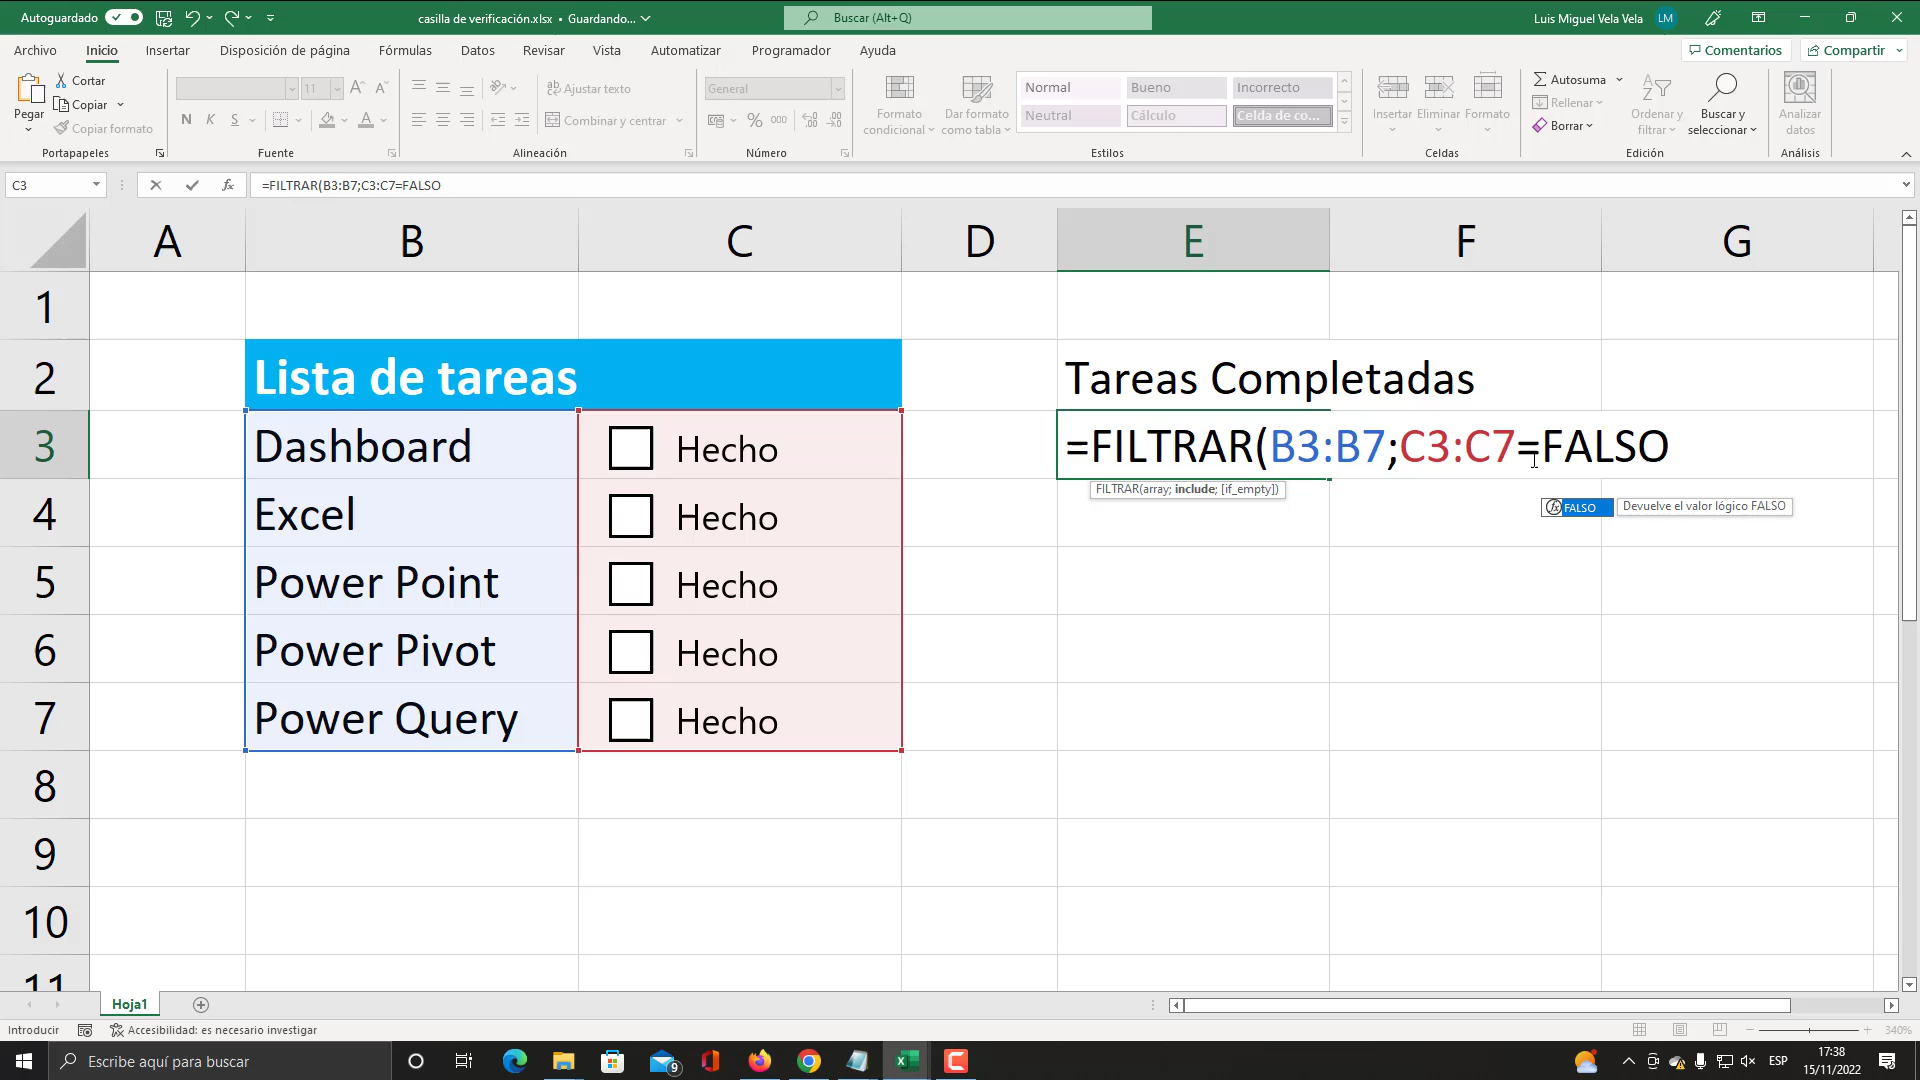 Autoguardado
casilla de verificación.xlsx • Guardando...
Buscar (Alt+Q)
Luis Miguel Vela Vela
LM
Archivo
Inicio
Insertar
Disposición de página
Fórmulas
Datos
Revisar
Vista
Automatizar
Programador
Ayuda
Comentarios
Compartir
Pegar
Cortar
Copiar
Copiar formato
Portapapeles
11
N K S
Fuente
Ajustar texto
Combinar y centrar
Alineación
General
% 000
Número
Formato condicional
Dar formato como tabla
Normal
Bueno
Incorrecto
Neutral
Cálculo
Celda de co...
Estilos
Insertar
Eliminar
Formato
Celdas
Autosuma
Rellenar
Borrar
Ordenar y filtrar
Buscar y seleccionar
Edición
Analizar datos
Análisis
C3
fx
=FILTRAR(B3:B7;C3:C7=FALSO
A B C D E F G
1
2 Lista de tareas Tareas Completadas
3 Dashboard Hecho =FILTRAR(B3:B7;C3:C7=FALSO
FILTRAR(array; include; [if_empty])
FALSO Devuelve el valor lógico FALSO
4 Excel Hecho
5 Power Point Hecho
6 Power Pivot Hecho
7 Power Query Hecho
8
9
10
11
Hoja1
Introducir
Accesibilidad: es necesario investigar
340%
Escribe aquí para buscar
9
ESP
17:38
15/11/2022